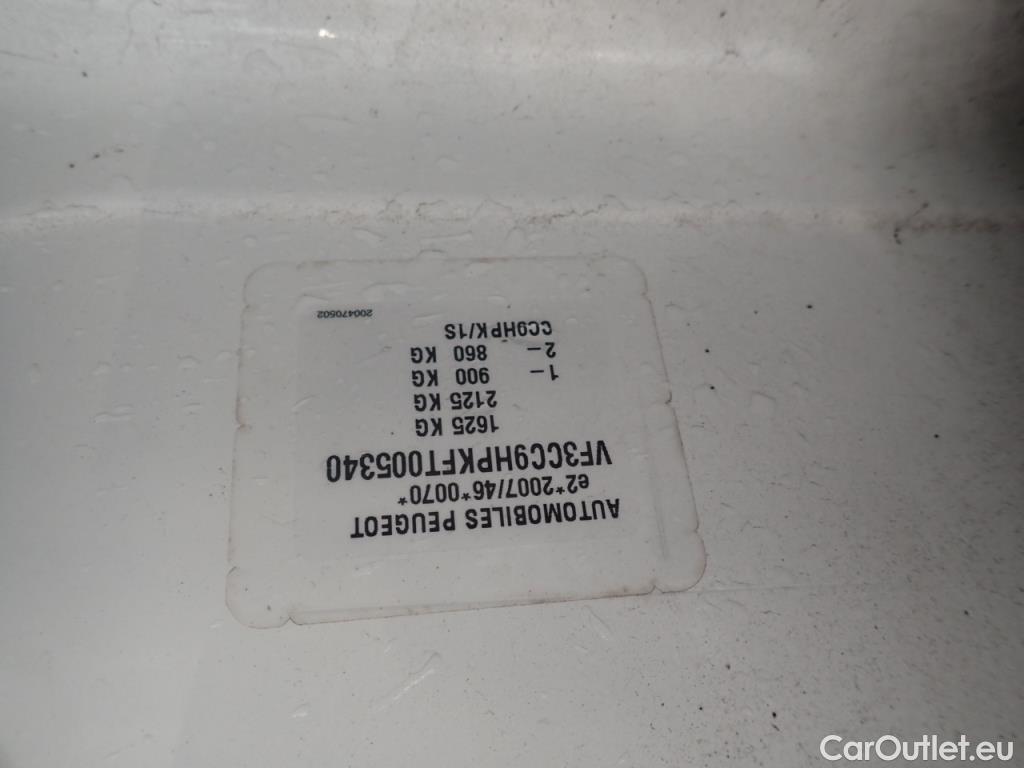 AUTOMOBILES PEUGEOT
e2*2007/46*0070*
VF3CC9HPKFT005340
1625 KG
2125 KG
1– 900 KG
2– 860 KG
CC9HPK/1S
200470502
CarOutlet.eu